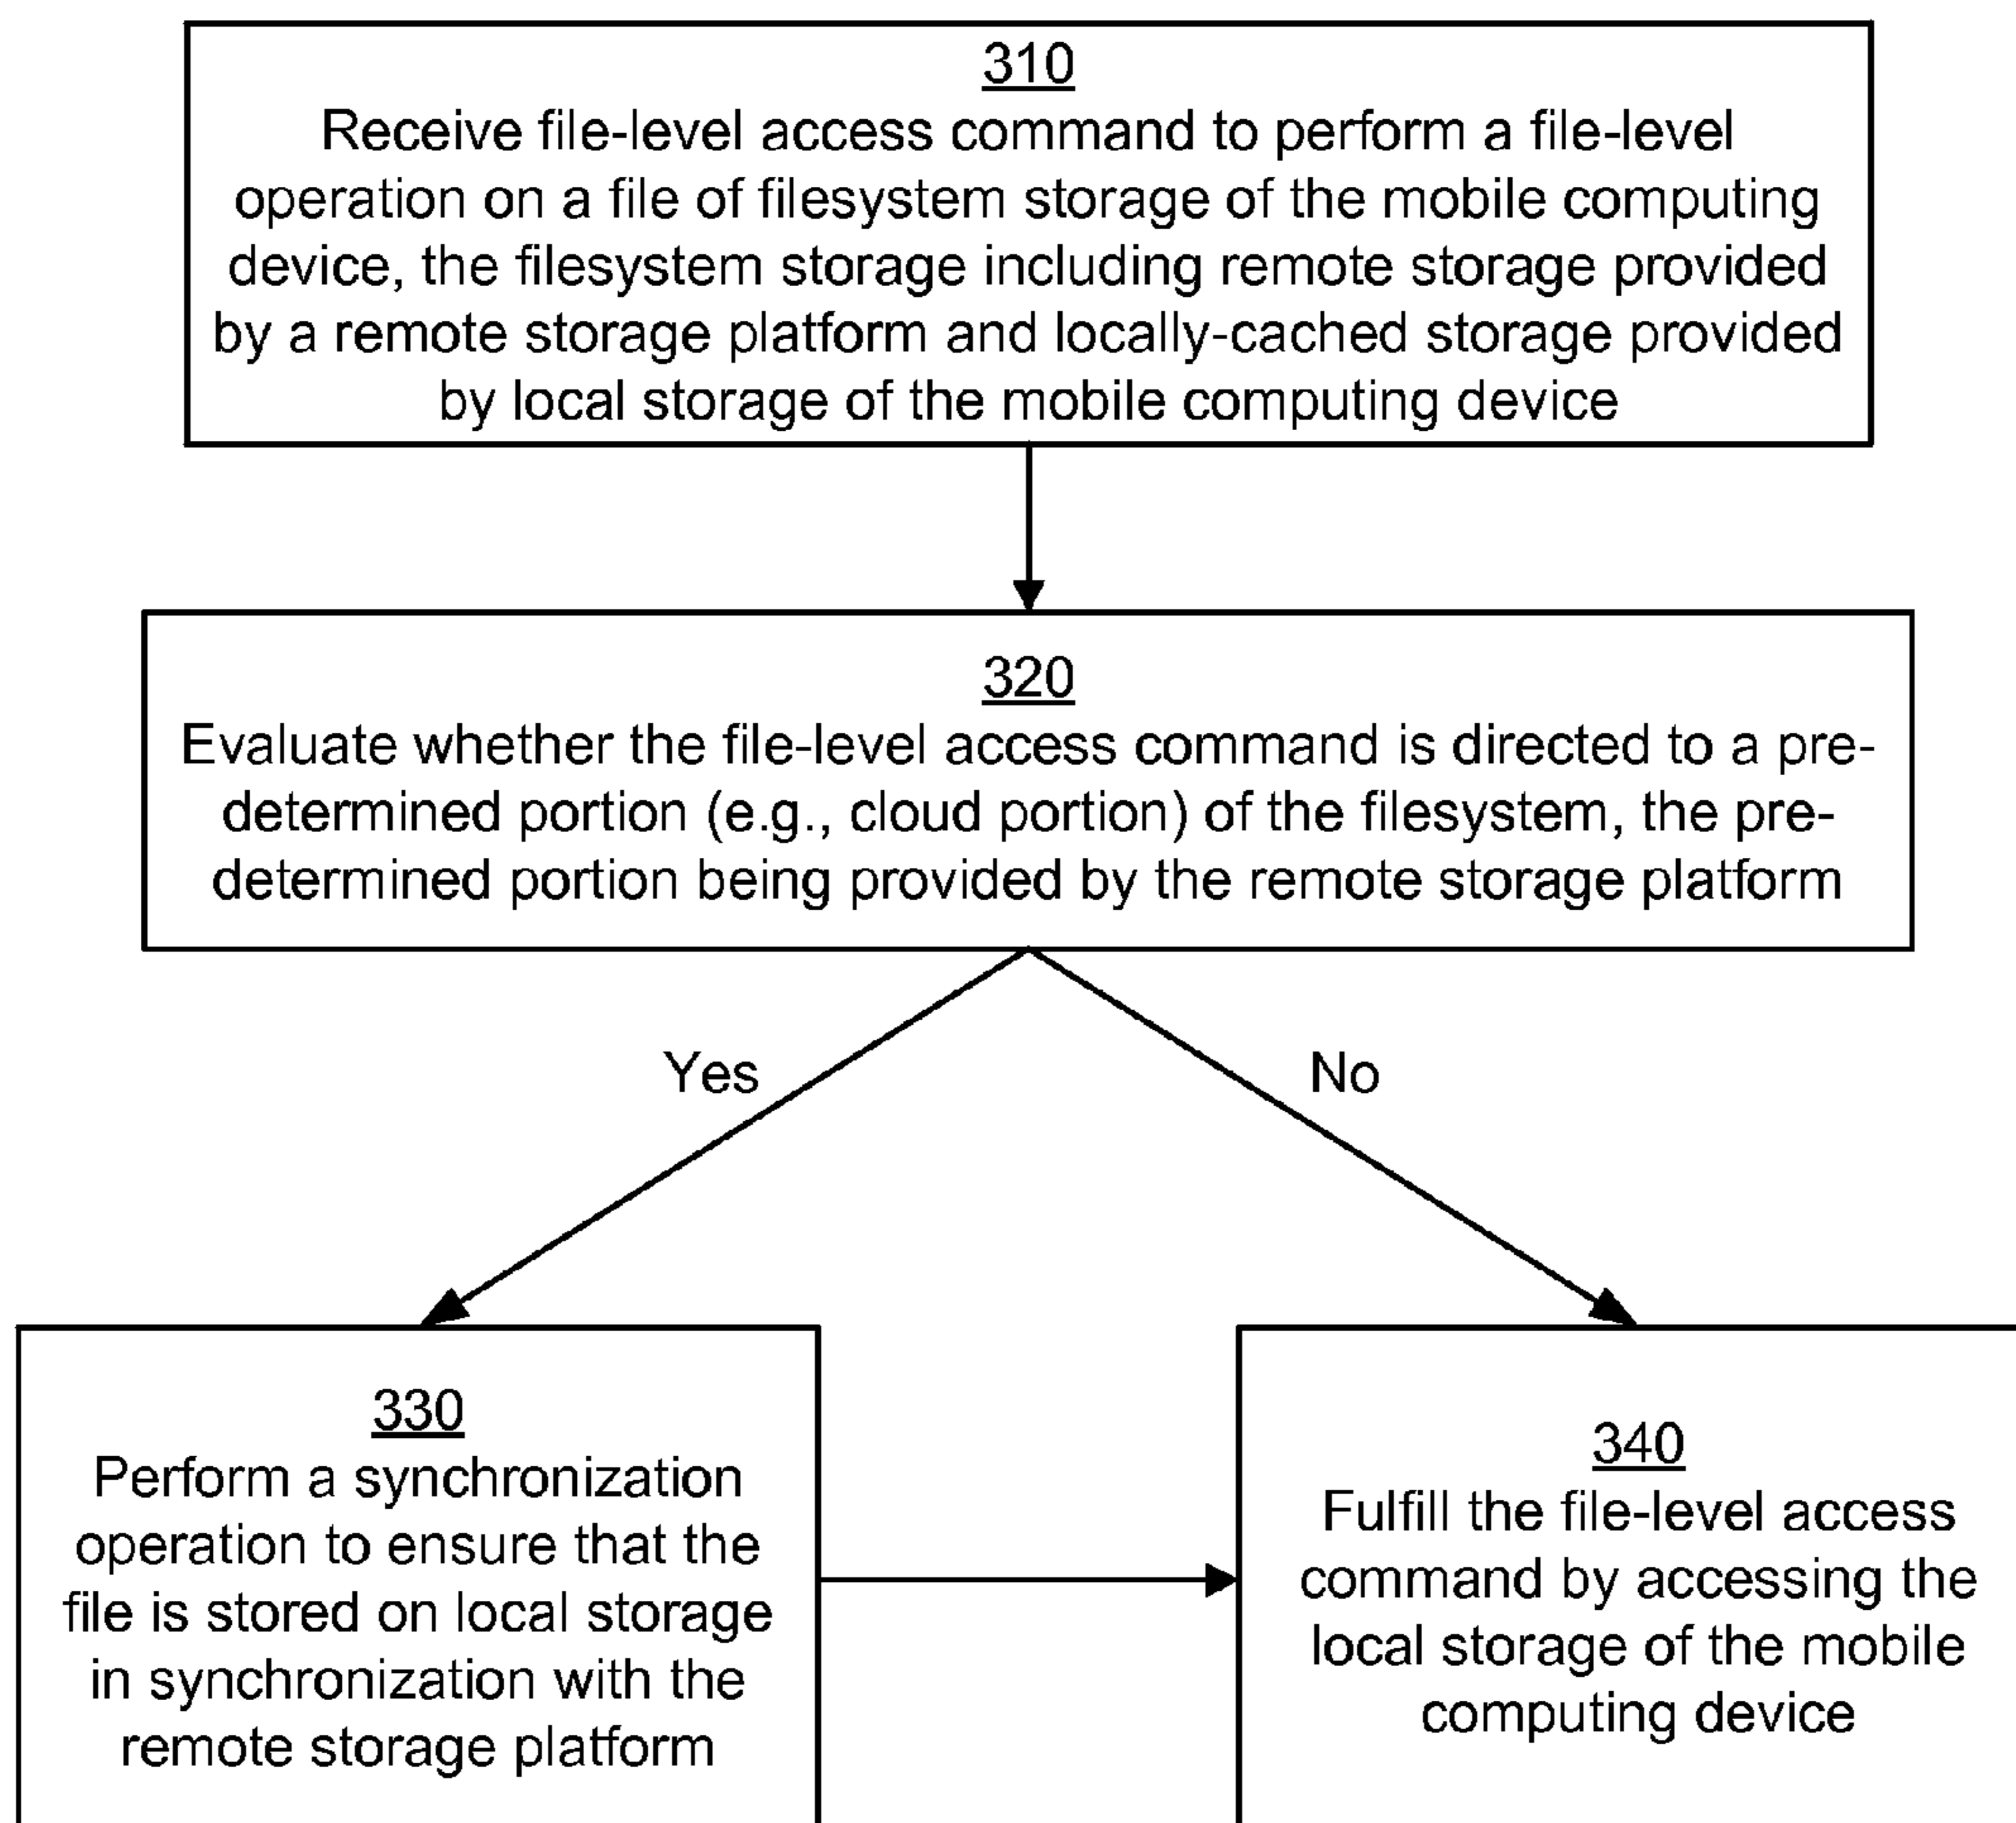 310
Receive file-level access command to perform a file-level
operation on a file of filesystem storage of the mobile computing
device, the filesystem storage including remote storage provided
by a remote storage platform and locally-cached storage provided
by local storage of the mobile computing device
320
Evaluate whether the file-level access command is directed to a pre-
determined portion (e.g., cloud portion) of the filesystem, the pre-
determined portion being provided by the remote storage platform
Yes
No
330
Perform a synchronization
operation to ensure that the
file is stored on local storage
in synchronization with the
remote storage platform
340
Fulfill the file-level access
command by accessing the
local storage of the mobile
computing device